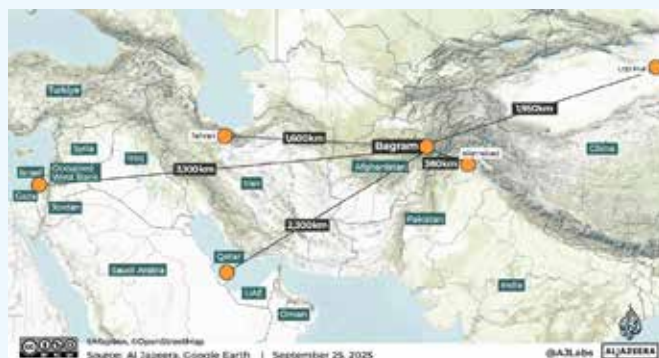 Türkiye
Tehran
1,600km
Bagram
1,950km
Islamabad
380km
China
Syria
Iraq
Afghanistan
Israel
Occupied
West Bank
3,100km
Iran
Gaza
Jordan
2,300km
Pakistan
Qatar
Saudi Arabia
UAE
India
Oman
©Mapbox, ©OpenStreetMap
Source: Al Jazeera, Google Earth | September 25, 2025
@AJLabs
ALJAZEERA